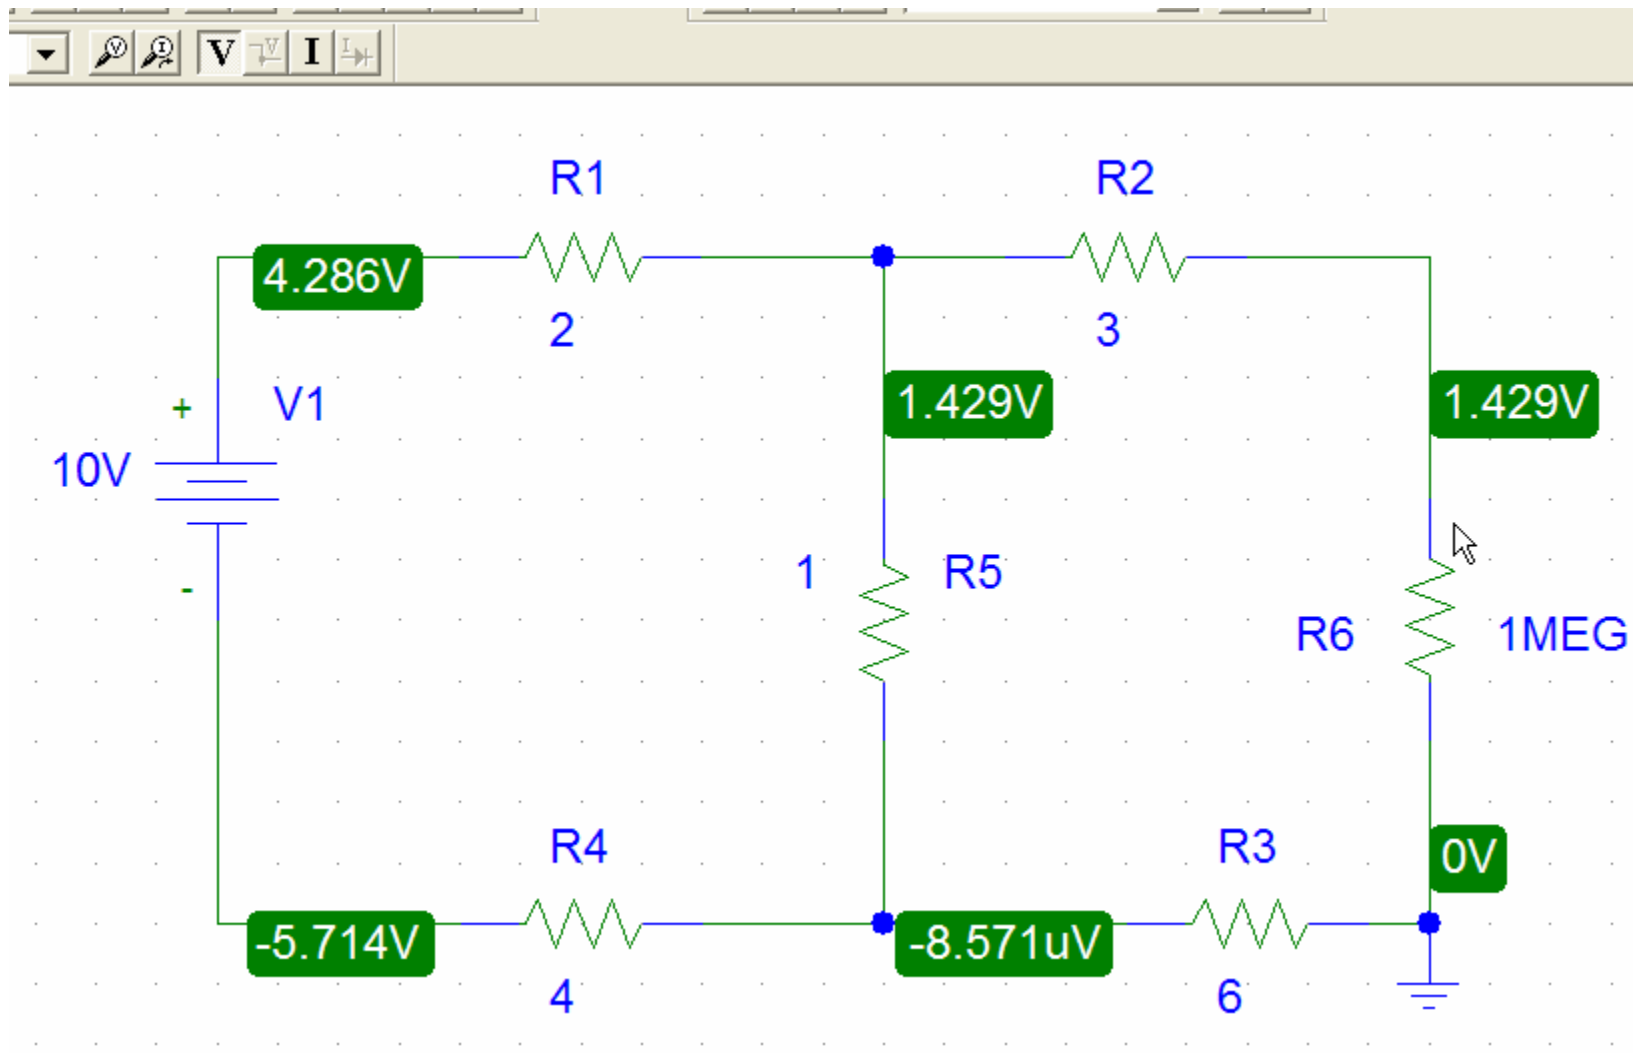 V I
R1 R2
4.286V
2 3
+ V1 1.429V 1.429V
10V
1 R5
-
R6 1MEG
R4 R3 0V
-5.714V -8.571uV
4 6